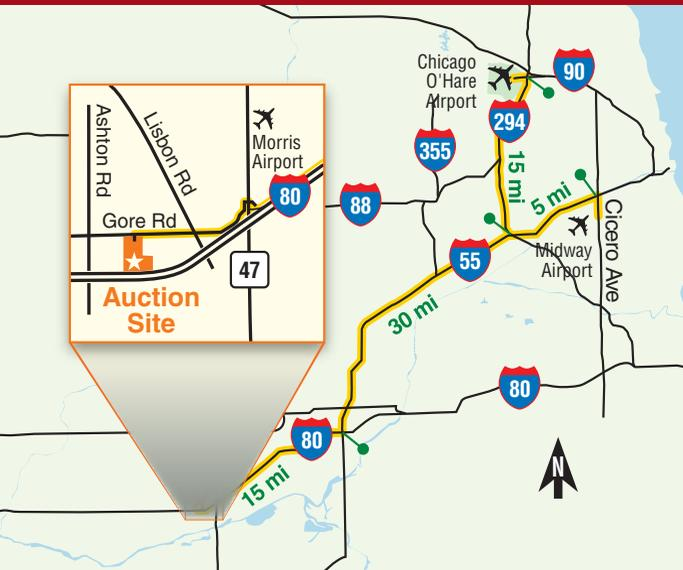 Chicago
O'Hare
Airport
90
294
355
15 mi
88
5 mi
Cicero Ave
Midway
Airport
55
30 mi
80
80
15 mi
N
Ashton Rd
Lisbon Rd
Morris
Airport
80
Gore Rd
47
Auction
Site